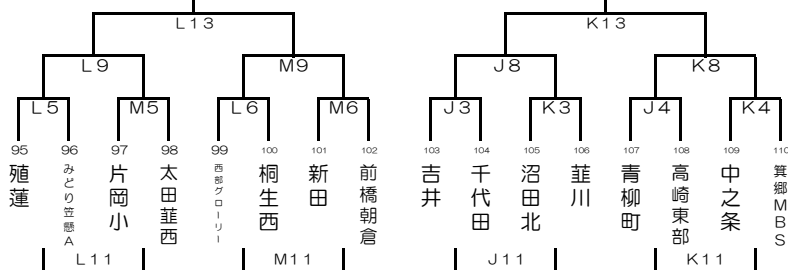 L13 K13
L9 M9 J8 K8
L5 M5 L6 M6 J3 K3 J4 K4
95 96 97 98 99 100 101 102 103 104 105 106 107 108 109 110
殖蓮 みどり笠懸A 片岡小 太田韮西 西部グローリー 桐生西 新田 前橋朝倉 吉井 千代田 沼田北 韮川 青柳町 高崎東部 中之条 箕郷MBS
L11 M11 J11 K11